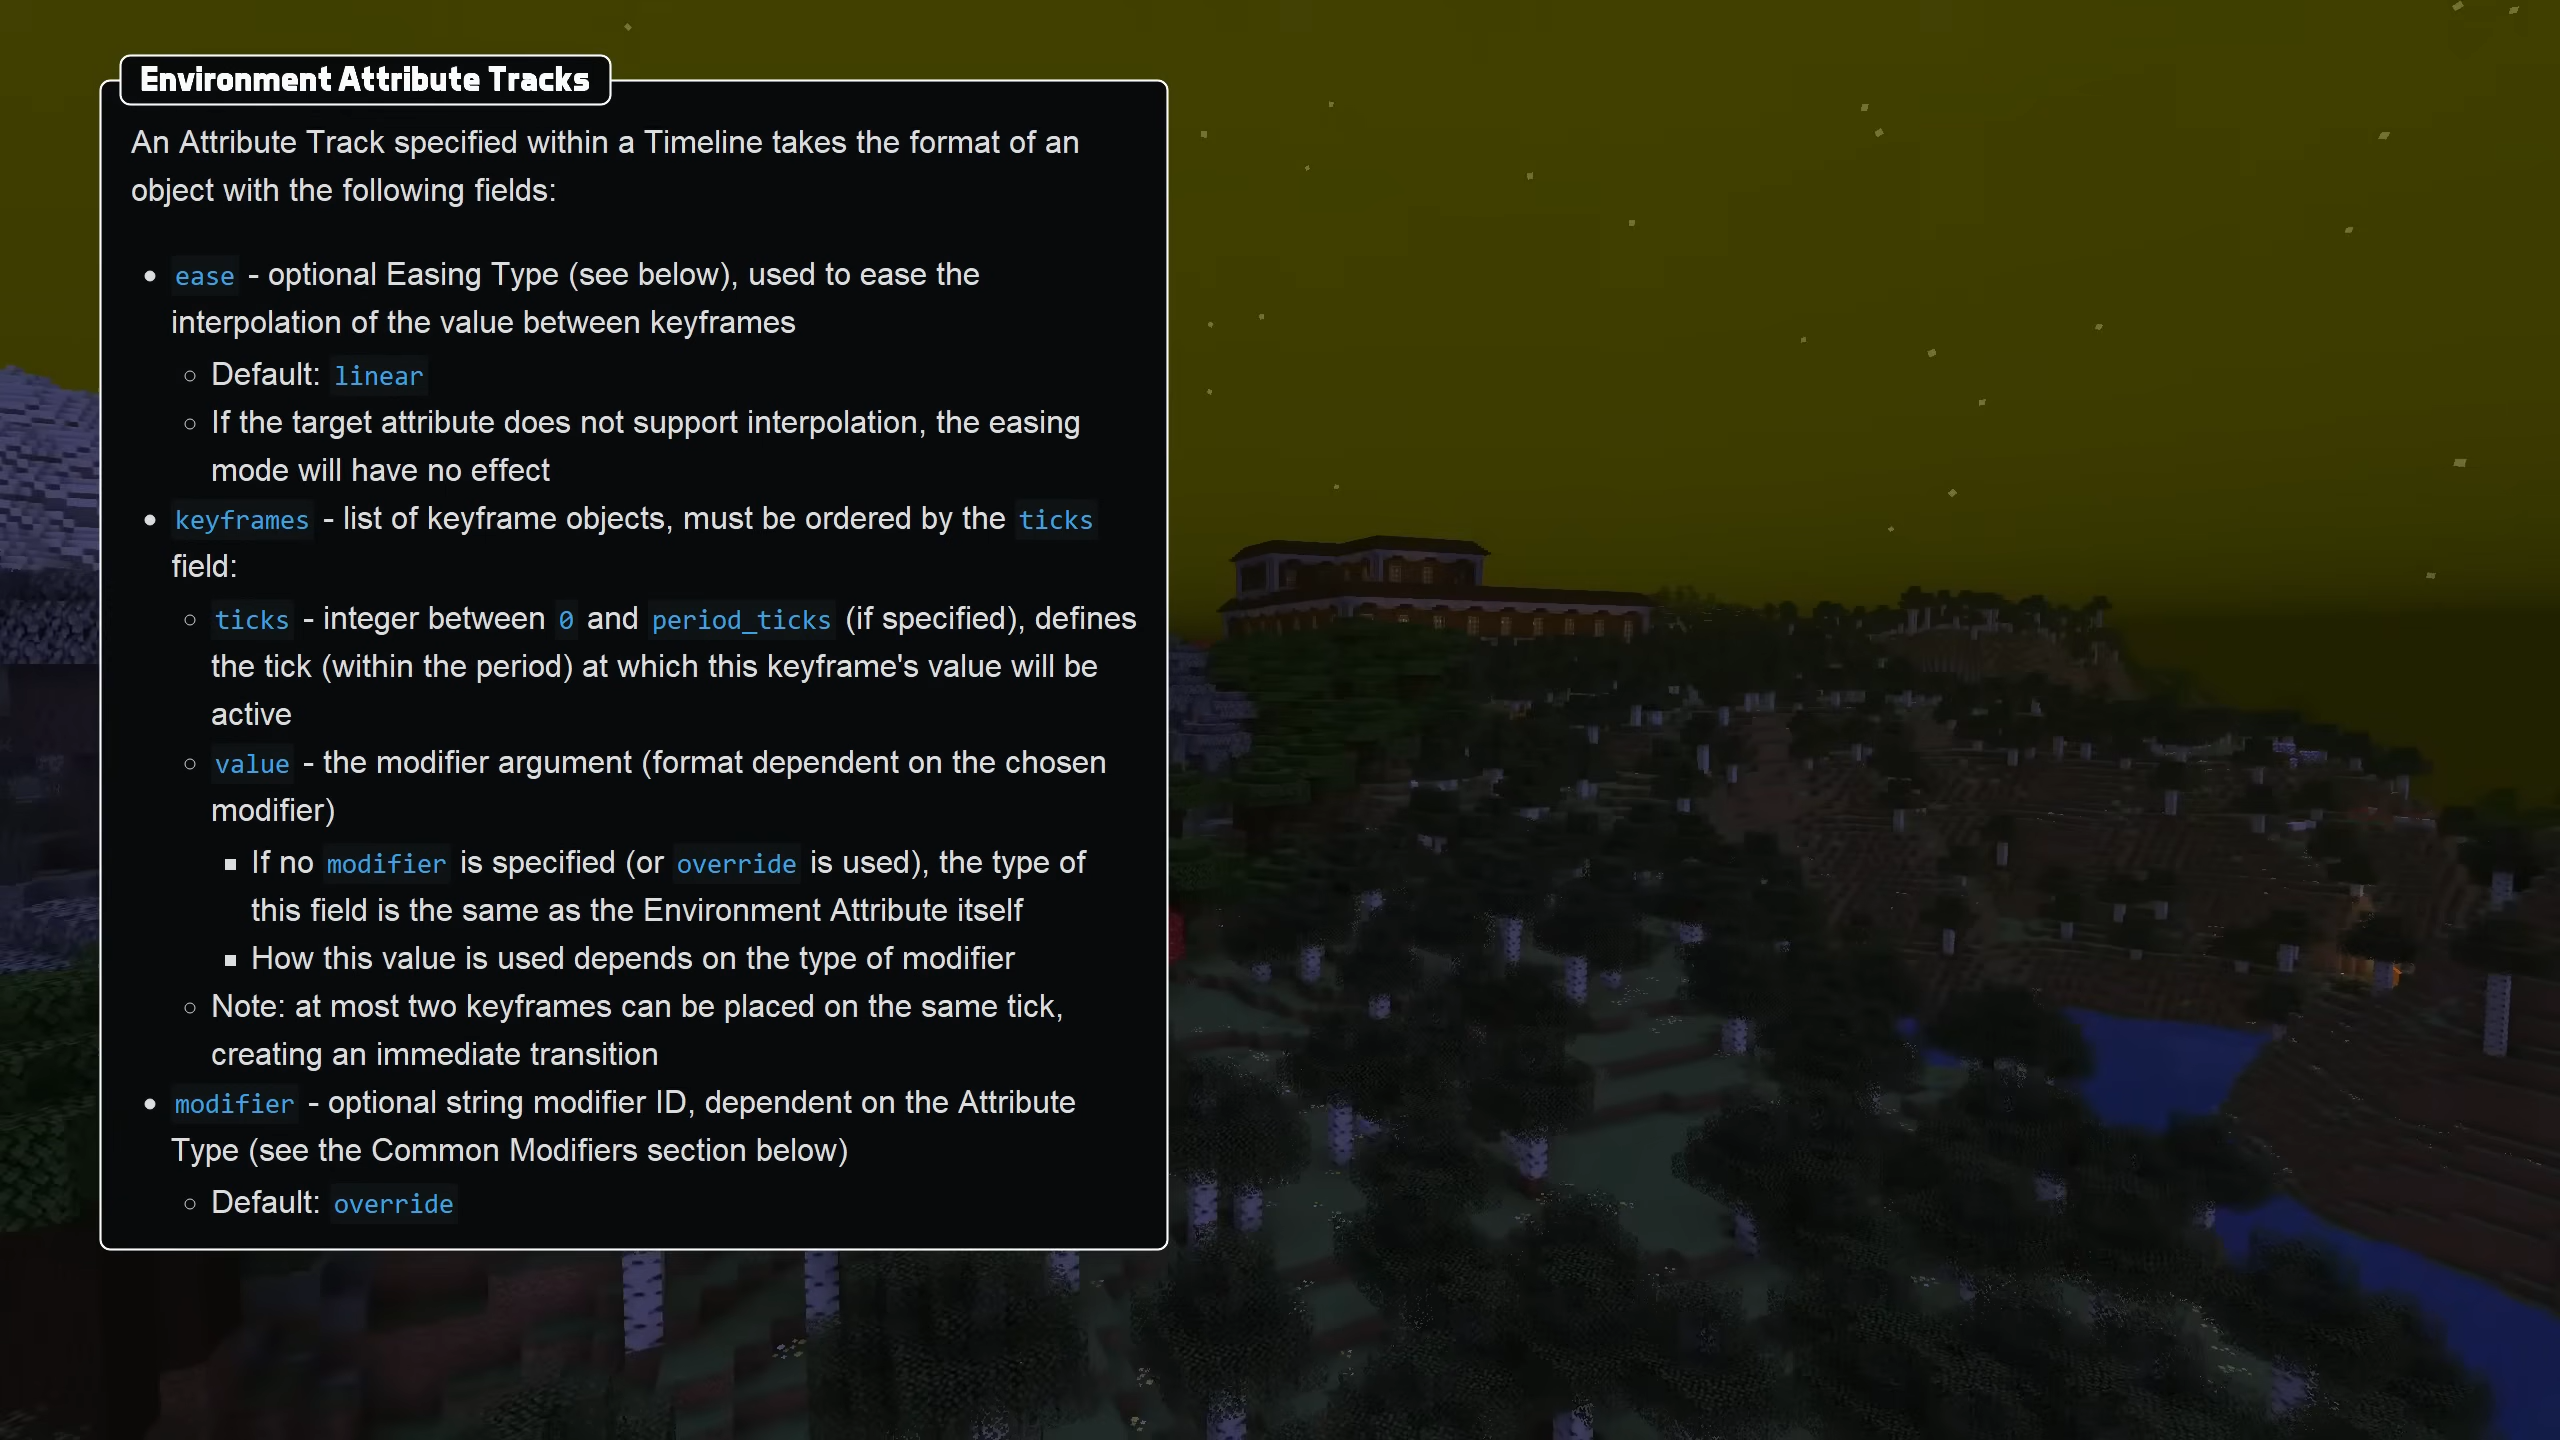 Environment Attribute Tracks
An Attribute Track specified within a Timeline takes the format of an
object with the following fields:
ease - optional Easing Type (see below), used to ease the
interpolation of the value between keyframes
Default: linear
If the target attribute does not support interpolation, the easing
mode will have no effect
keyframes - list of keyframe objects, must be ordered by the ticks
field:
ticks - integer between 0 and period_ticks (if specified), defines
the tick (within the period) at which this keyframe's value will be
active
value - the modifier argument (format dependent on the chosen
modifier)
If no modifier is specified (or override is used), the type of
this field is the same as the Environment Attribute itself
How this value is used depends on the type of modifier
Note: at most two keyframes can be placed on the same tick,
creating an immediate transition
modifier - optional string modifier ID, dependent on the Attribute
Type (see the Common Modifiers section below)
Default: override